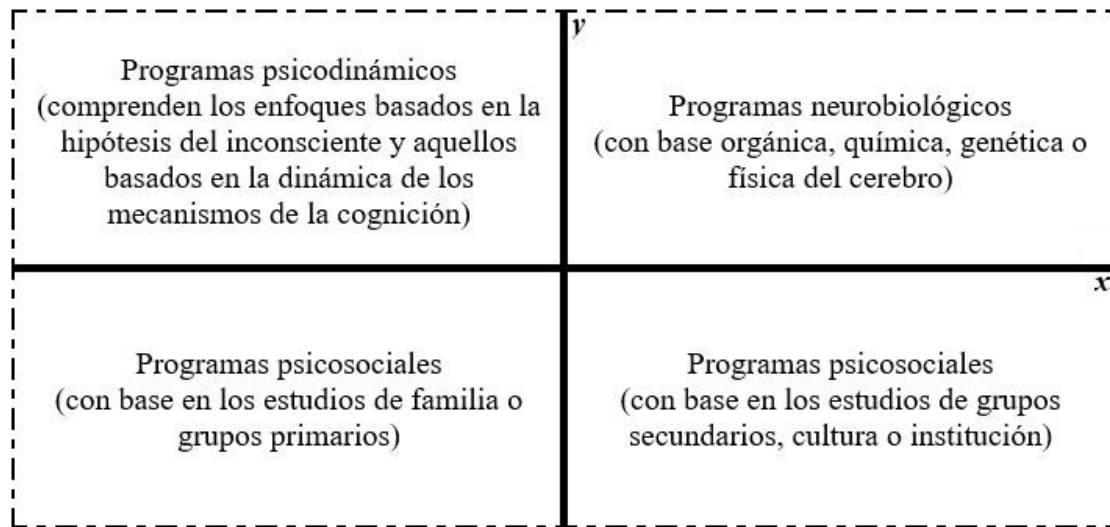 y
Programas psicodinámicos
(comprenden los enfoques basados en la
hipótesis del inconsciente y aquellos
basados en la dinámica de los
mecanismos de la cognición)
Programas neurobiológicos
(con base orgánica, química, genética o
física del cerebro)
x
Programas psicosociales
(con base en los estudios de familia o
grupos primarios)
Programas psicosociales
(con base en los estudios de grupos
secundarios, cultura o institución)